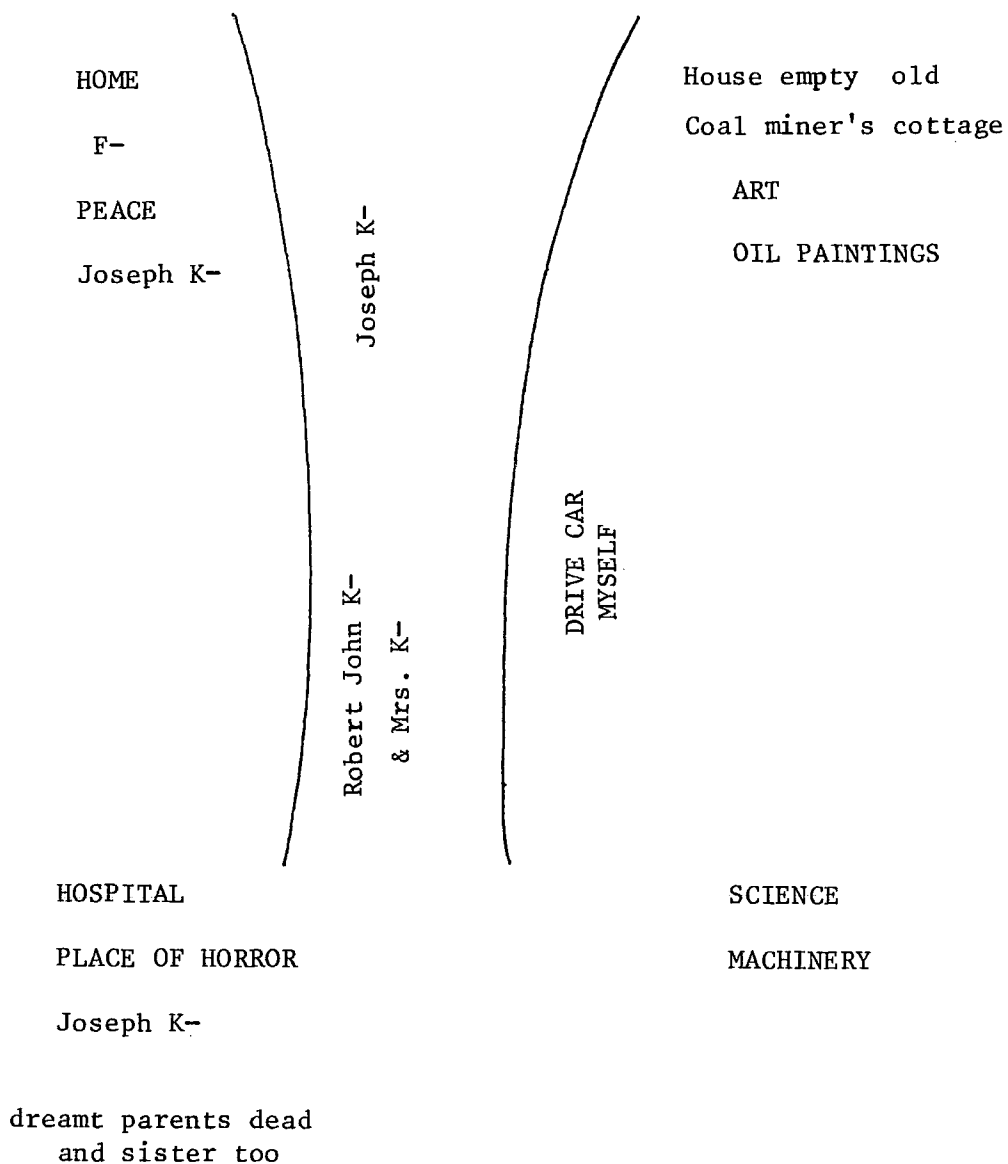 HOME
F-
PEACE
Joseph K-
Joseph K-
House empty old
Coal miner's cottage
ART
OIL PAINTINGS
Robert John K-
& Mrs. K-
DRIVE CAR
MYSELF
HOSPITAL
PLACE OF HORROR
Joseph K-
SCIENCE
MACHINERY
dreamt parents dead
and sister too